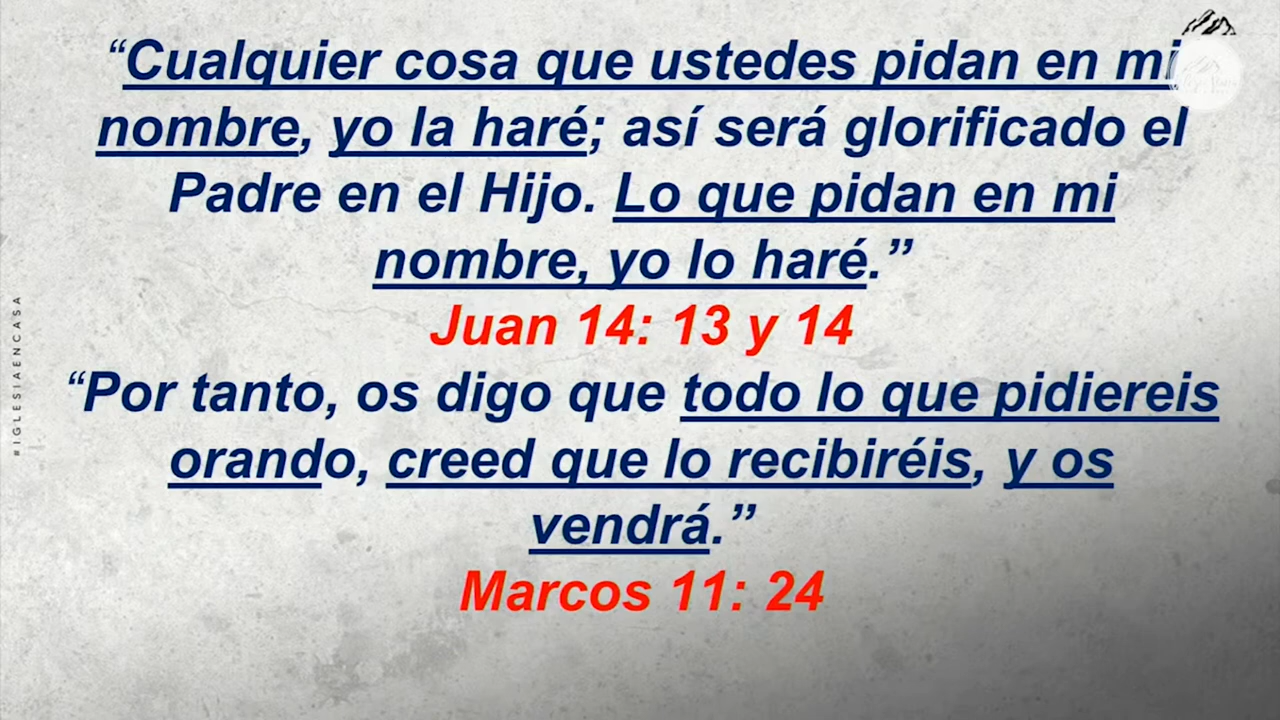 “Cualquier cosa que ustedes pidan en mi
nombre, yo la haré; así será glorificado el
Padre en el Hijo. Lo que pidan en mi
nombre, yo lo haré.”
Juan 14: 13 y 14
“Por tanto, os digo que todo lo que pidiereis
orando, creed que lo recibiréis, y os
vendrá.”
Marcos 11: 24
#IGLESIAENCASA